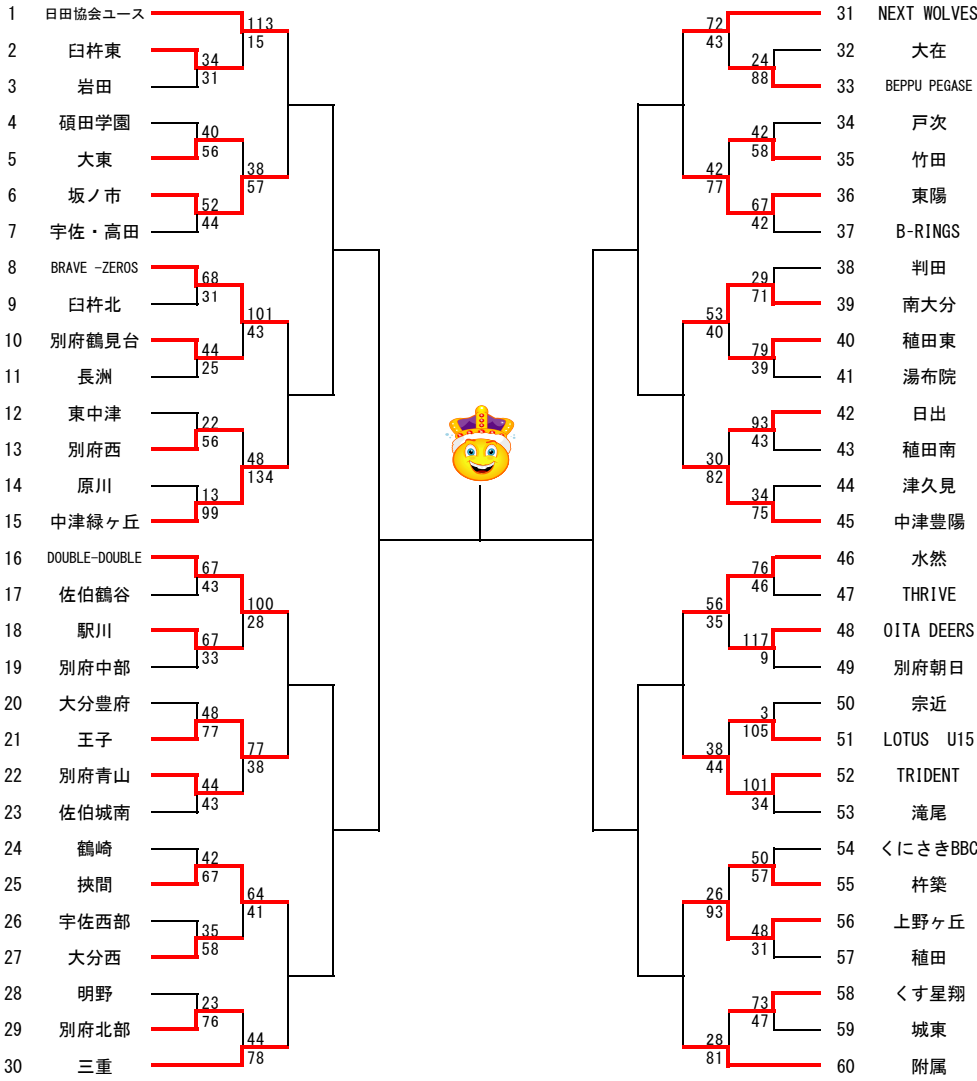 1 日田協会ユース
113
15
2 臼杵東
34
31
3 岩田
4 碩田学園
40
56
5 大東
38
57
6 坂ノ市
52
44
7 宇佐・高田
8 BRAVE -ZEROS
68
31
9 臼杵北
101
43
10 別府鶴見台
44
25
11 長洲
12 東中津
22
56
13 別府西
48
134
14 原川
13
99
15 中津緑ヶ丘
16 DOUBLE-DOUBLE
67
43
17 佐伯鶴谷
100
28
18 駅川
67
33
19 別府中部
20 大分豊府
48
77
21 王子
77
38
22 別府青山
44
43
23 佐伯城南
24 鶴崎
42
67
25 挾間
64
41
26 宇佐西部
35
58
27 大分西
28 明野
23
76
29 別府北部
44
78
30 三重
31 NEXT WOLVES
72
43
32 大在
24
88
33 BEPPU PEGASE
34 戸次
42
58
35 竹田
42
77
36 東陽
67
42
37 B-RINGS
38 判田
29
71
39 南大分
53
40
40 稙田東
79
39
41 湯布院
42 日出
93
43
43 稙田南
30
82
44 津久見
34
75
45 中津豊陽
46 水然
76
46
47 THRIVE
56
35
48 OITA DEERS
117
9
49 別府朝日
50 宗近
3
105
51 LOTUS U15
38
44
52 TRIDENT
101
34
53 滝尾
54 くにさきBBC
50
57
55 杵築
26
93
56 上野ヶ丘
48
31
57 稙田
58 くす星翔
73
47
59 城東
28
81
60 附属